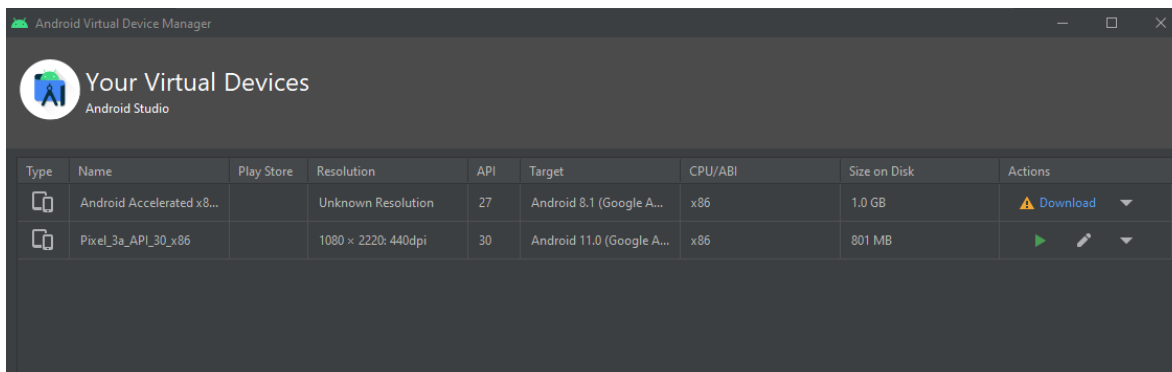 Android Virtual Device Manager
Your Virtual Devices
Android Studio
Type Name Play Store Resolution API Target CPU/ABI Size on Disk Actions
Android Accelerated x8... Unknown Resolution 27 Android 8.1 (Google A... x86 1.0 GB Download
Pixel_3a_API_30_x86 1080 × 2220: 440dpi 30 Android 11.0 (Google A... x86 801 MB